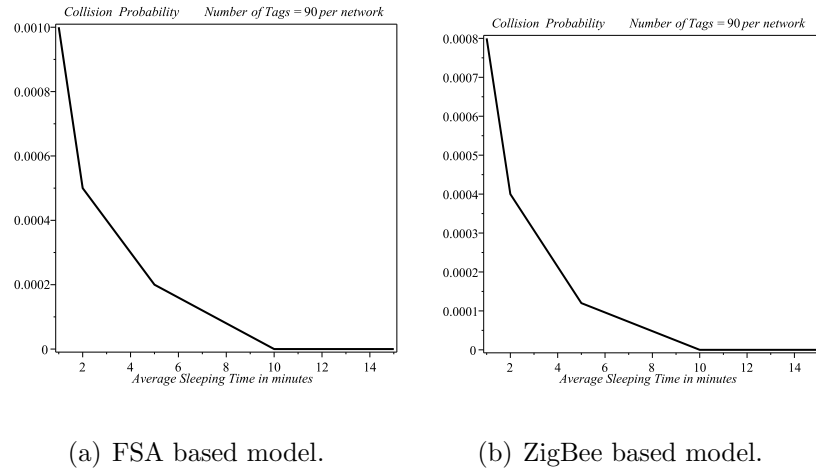 Collision Probability Number of Tags = 90 per network
0.0010
0.0008
0.0006
0.0004
0.0002
0
2 4 6 8 10 12 14
Average Sleeping Time in minutes
(a) FSA based model.
Collision Probability Number of Tags = 90 per network
0.0008
0.0007
0.0006
0.0005
0.0004
0.0003
0.0002
0.0001
0
2 4 6 8 10 12 14
Average Sleeping Time in minutes
(b) ZigBee based model.